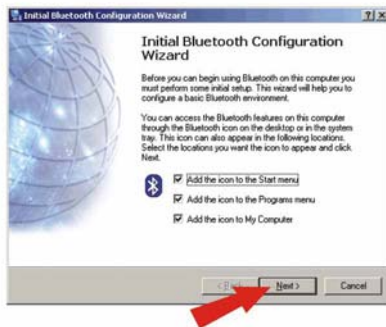 Initial Bluetooth Configuration Wizard
Initial Bluetooth Configuration
Wizard
Before you can begin using Bluetooth on this computer you
must perform some initial setup. This wizard will help you to
configure a basic Bluetooth environment.
You can access the Bluetooth features on this computer
through the Bluetooth icon on the desktop or in the system
tray. This icon can also appear in the following locations.
Select the locations you want the icon to appear and click
Next.
Add the icon to the Start menu
Add the icon to the Programs menu
Add the icon to My Computer
Next > Cancel